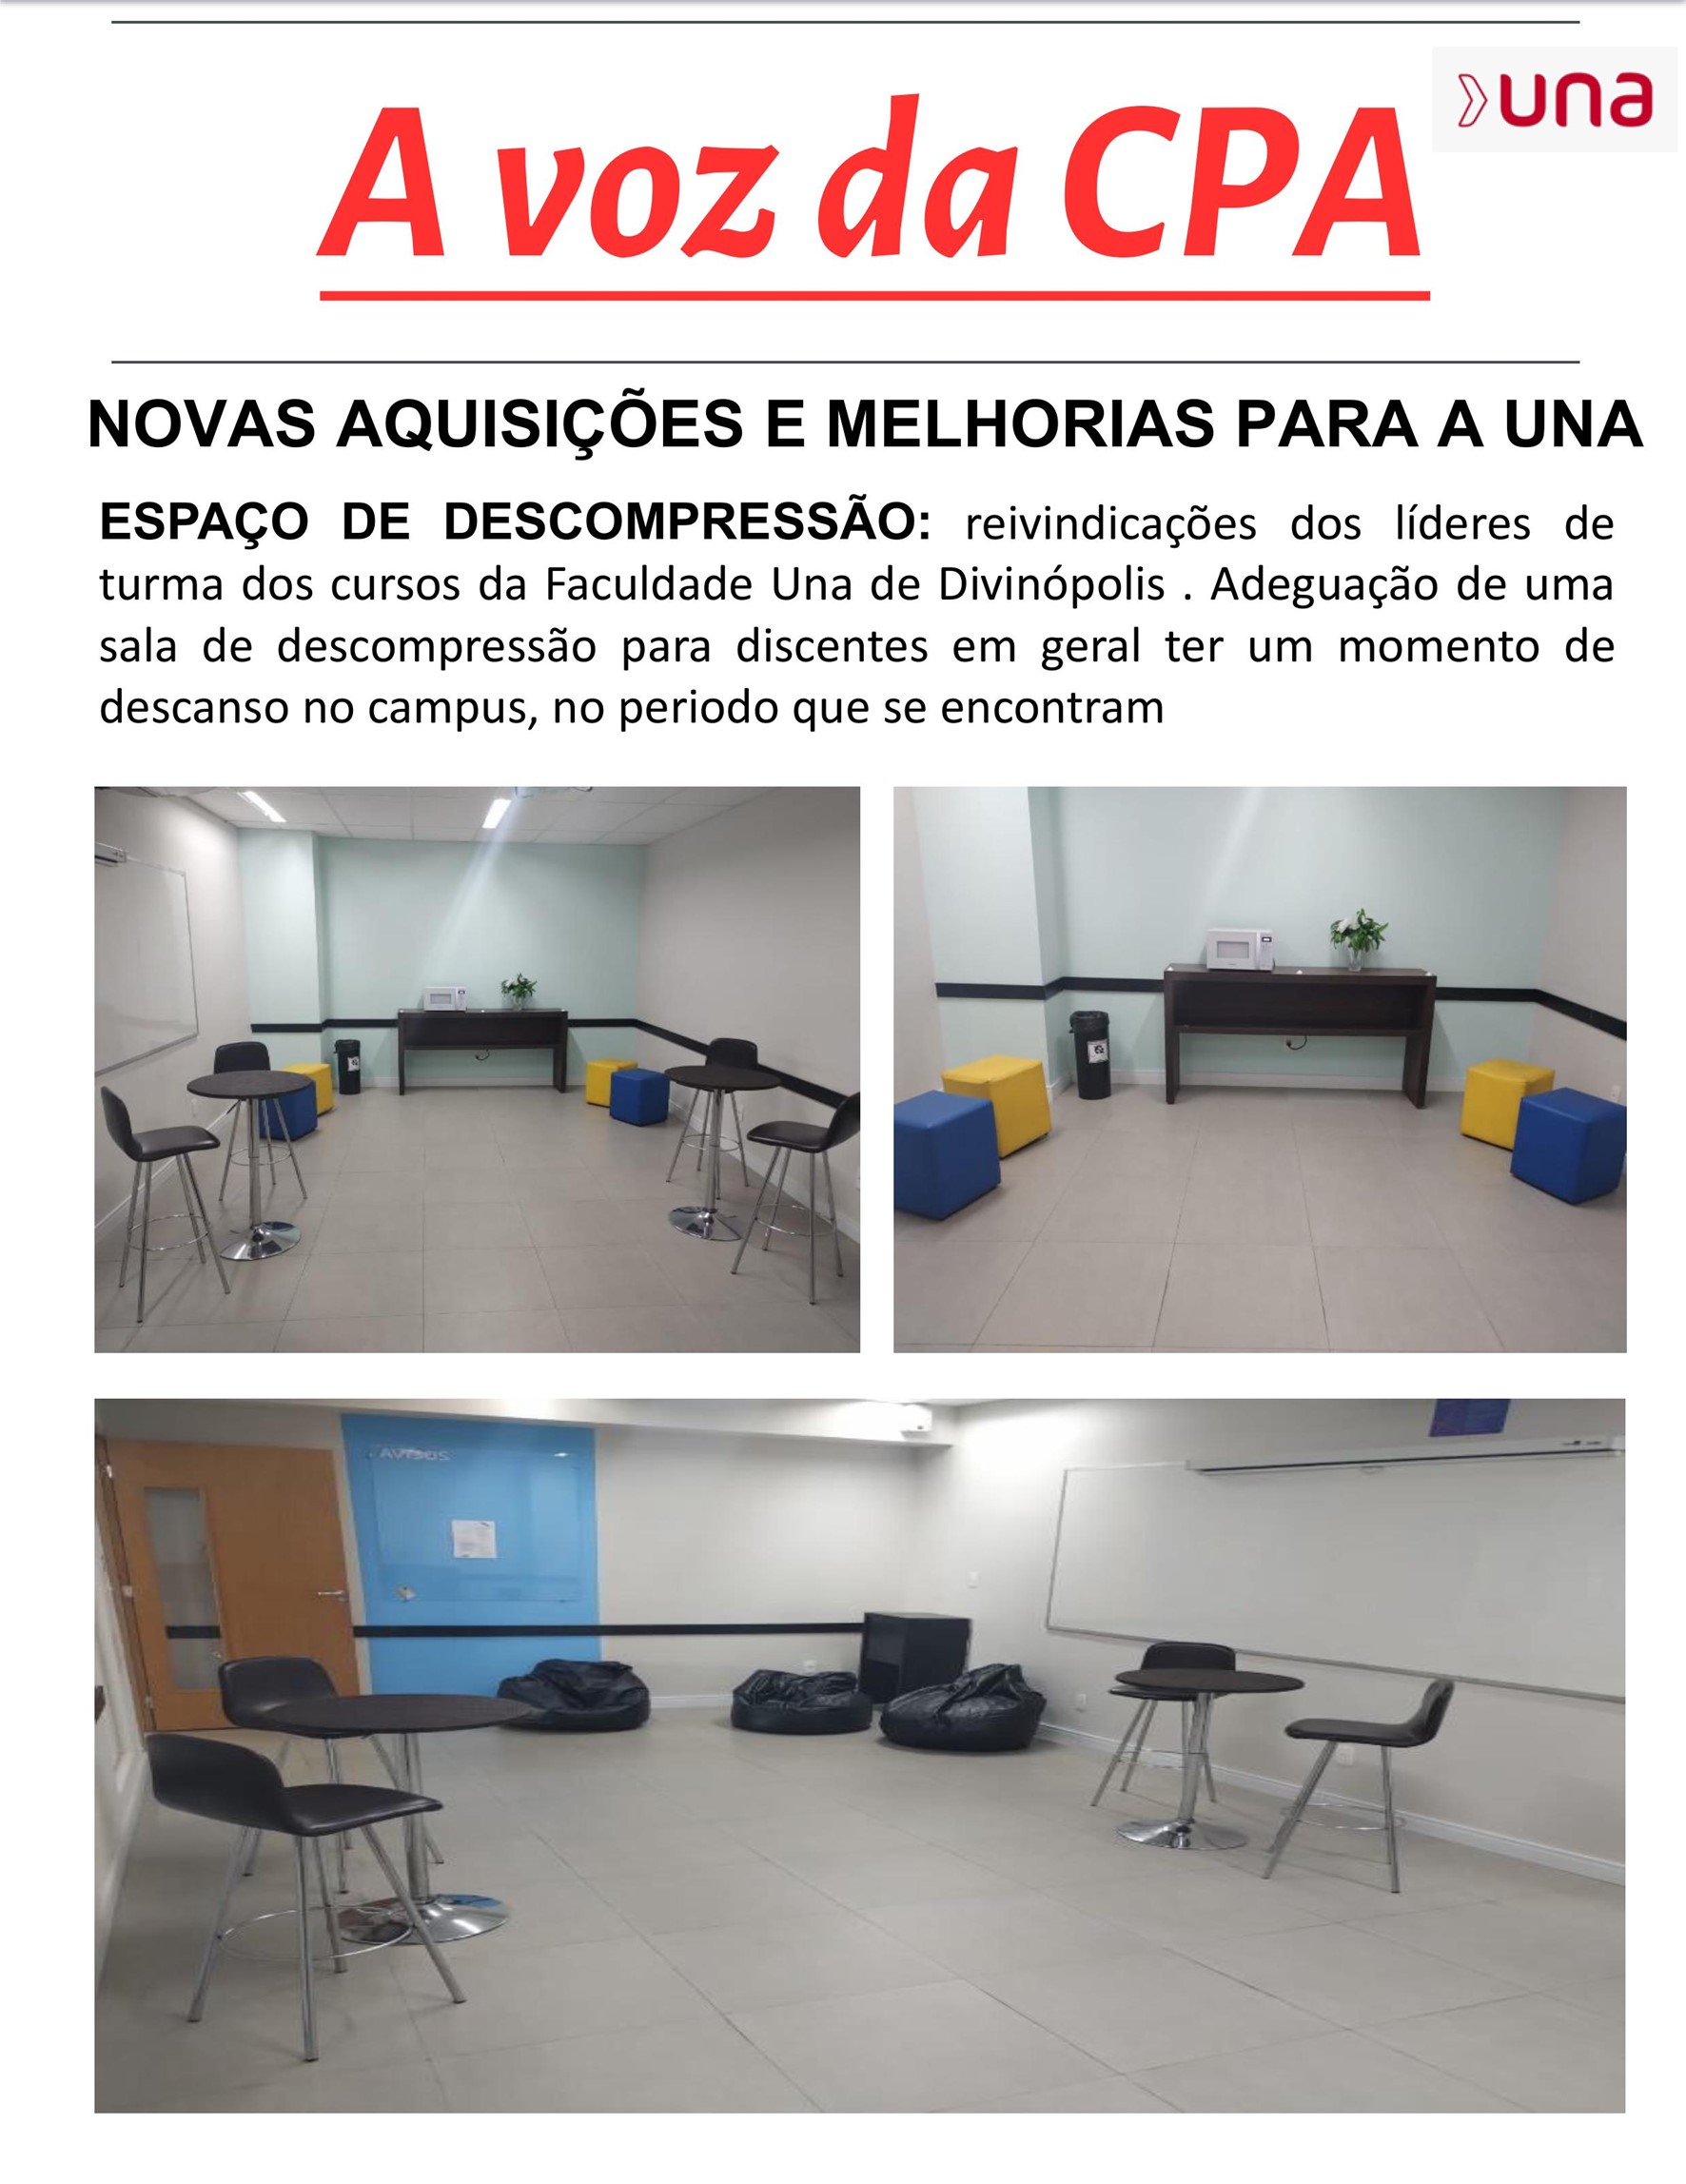 A voz da CPA
una
NOVAS AQUISIÇÕES E MELHORIAS PARA A UNA
ESPAÇO DE DESCOMPRESSÃO: reivindicações dos líderes de
turma dos cursos da Faculdade Una de Divinópolis . Adeguação de uma
sala de descompressão para discentes em geral ter um momento de
descanso no campus, no periodo que se encontram
AVISOS